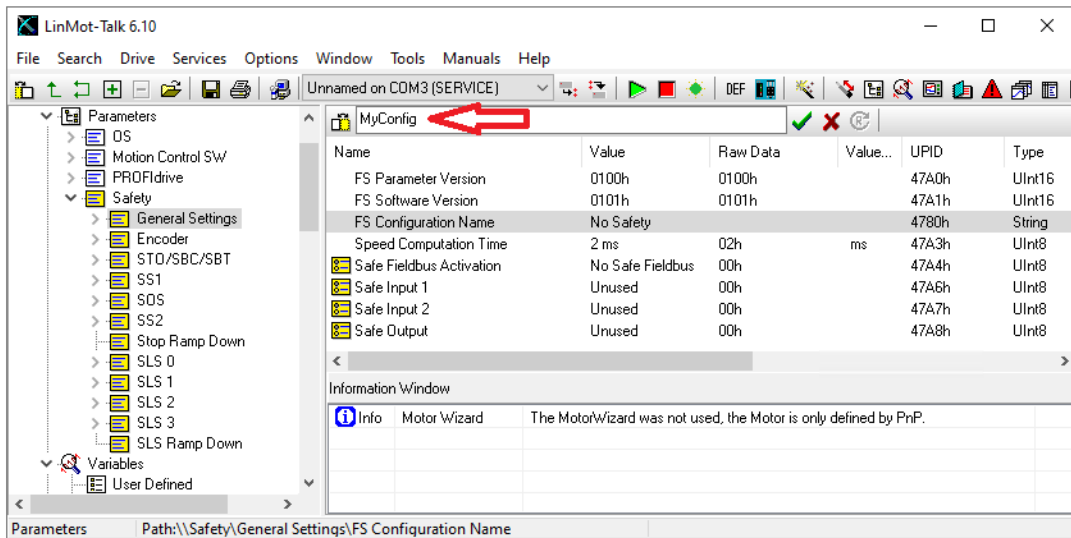 LinMot-Talk 6.10
File Search Drive Services Options Window Tools Manuals Help
Unnamed on COM3 (SERVICE) DEF
Parameters
OS
Motion Control SW
PROFIdrive
Safety
General Settings
Encoder
STO/SBC/SBT
SS1
SOS
SS2
Stop Ramp Down
SLS 0
SLS 1
SLS 2
SLS 3
SLS Ramp Down
Variables
User Defined
MyConfig
Name Value Raw Data Value... UPID Type
FS Parameter Version 0100h 0100h 47A0h UInt16
FS Software Version 0101h 0101h 47A1h UInt16
FS Configuration Name No Safety 4780h String
Speed Computation Time 2 ms 02h ms 47A3h UInt8
Safe Fieldbus Activation No Safe Fieldbus 00h 47A4h UInt8
Safe Input 1 Unused 00h 47A6h UInt8
Safe Input 2 Unused 00h 47A7h UInt8
Safe Output Unused 00h 47A8h UInt8
Information Window
Info Motor Wizard The MotorWizard was not used, the Motor is only defined by PnP.
Parameters Path:\\Safety\General Settings\FS Configuration Name